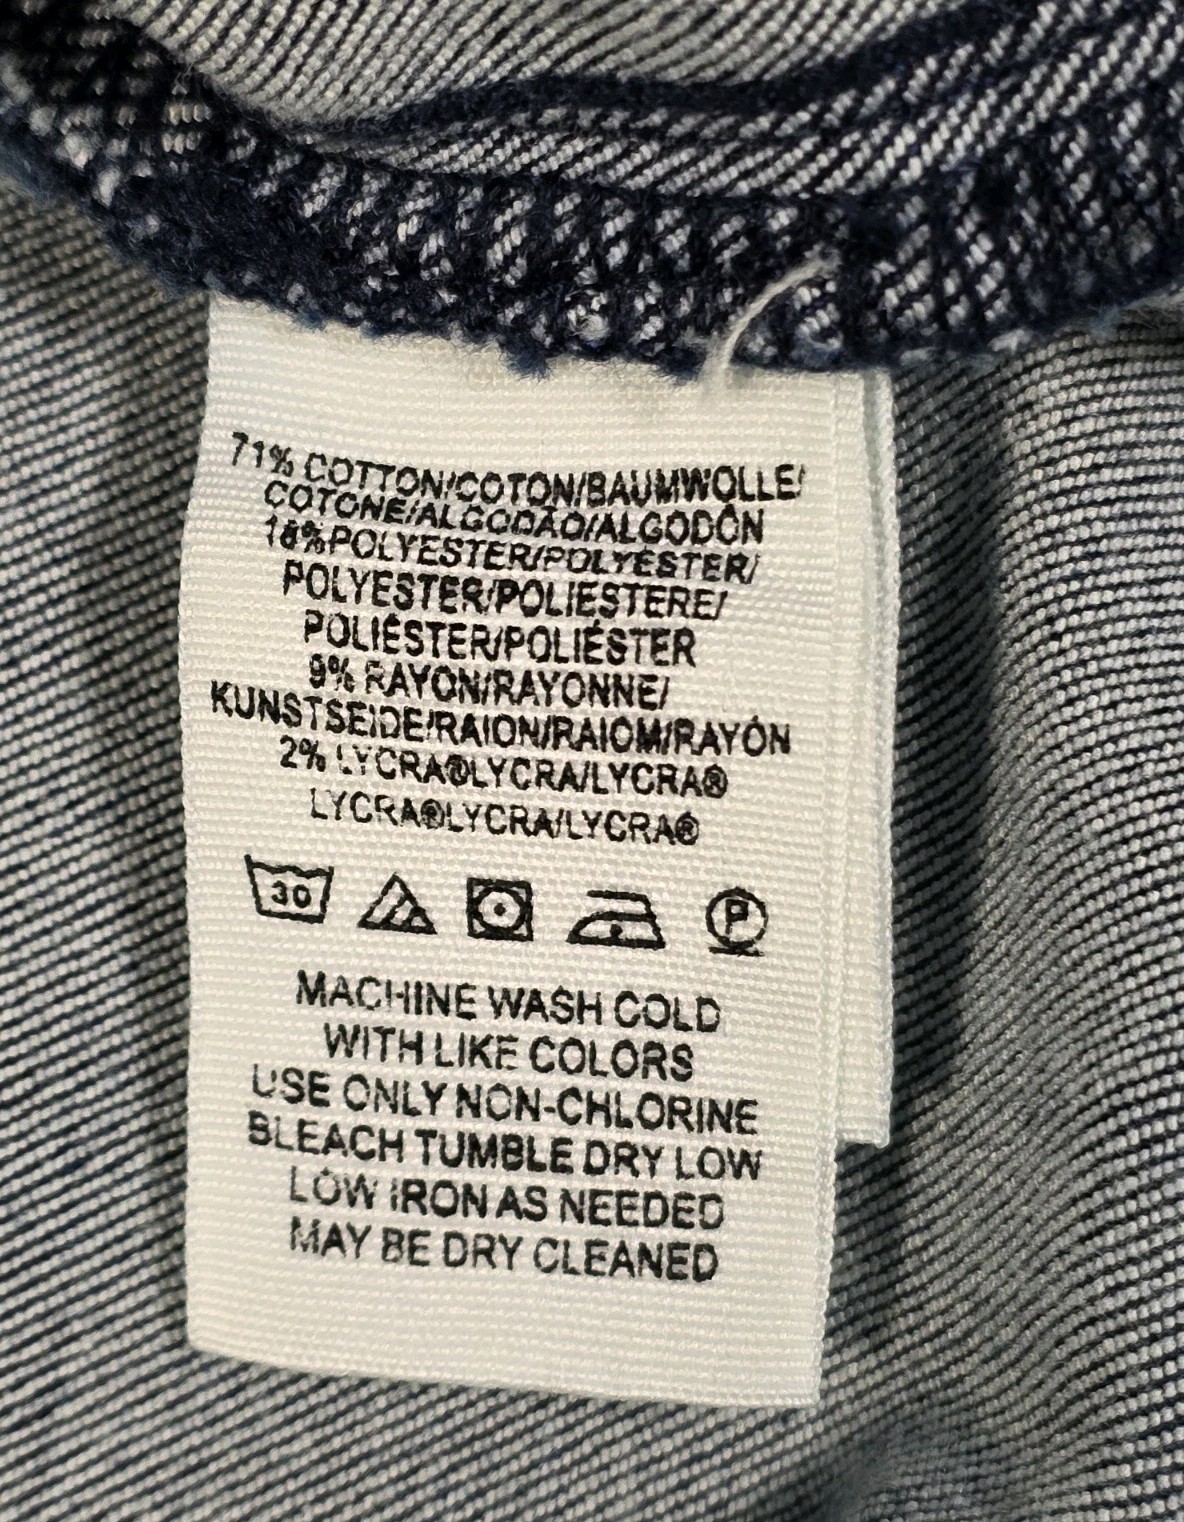 71% COTTON/COTON/BAUMWOLLE/
COTONE/ALGODÃO/ALGODÓN
18%POLYESTER/POLYÉSTER/
POLYESTER/POLIESTERE/
POLIÉSTER/POLIÉSTER
9% RAYON/RAYONNE/
KUNSTSEIDE/RAION/RAIOM/RAYÓN
2% LYCRA®LYCRA/LYCRA®
LYCRA®LYCRA/LYCRA®
30 P
MACHINE WASH COLD
WITH LIKE COLORS
USE ONLY NON-CHLORINE
BLEACH TUMBLE DRY LOW
LOW IRON AS NEEDED
MAY BE DRY CLEANED